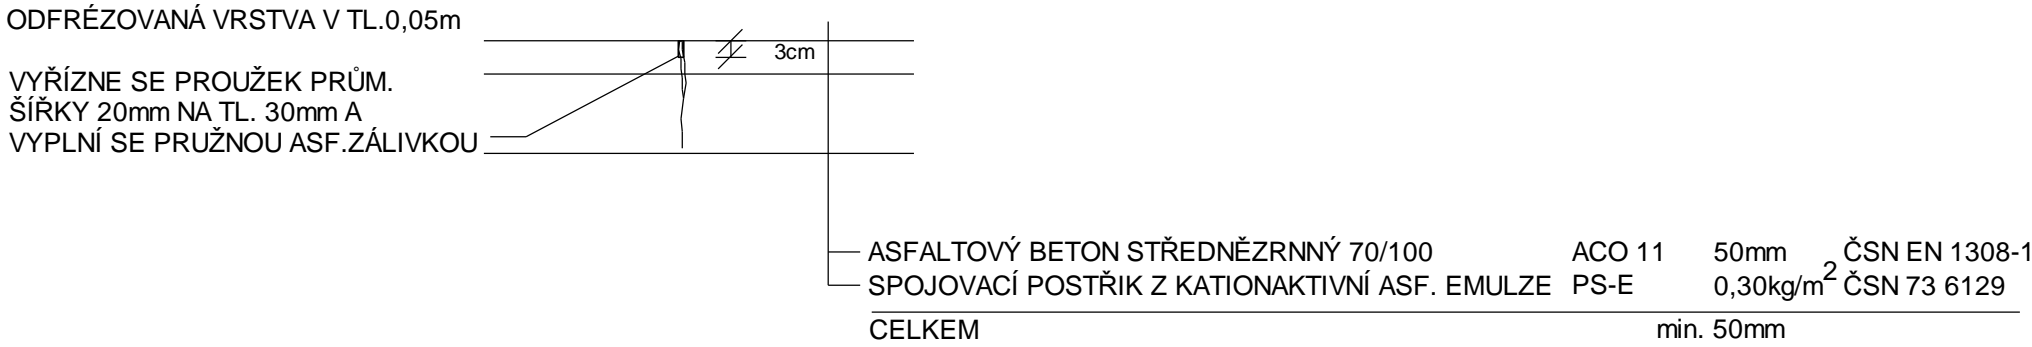 ODFRÉZOVANÁ VRSTVA V TL.0,05m
3cm
VYŘÍZNE SE PROUŽEK PRŮM.
ŠÍŘKY 20mm NA TL. 30mm A
VYPLNÍ SE PRUŽNOU ASF.ZÁLIVKOU
ASFALTOVÝ BETON STŘEDNĚZRNNÝ 70/100 ACO 11 50mm ČSN EN 1308-1
SPOJOVACÍ POSTŘIK Z KATIONAKTIVNÍ ASF. EMULZE PS-E 0,30kg/m² ČSN 73 6129
CELKEM min. 50mm